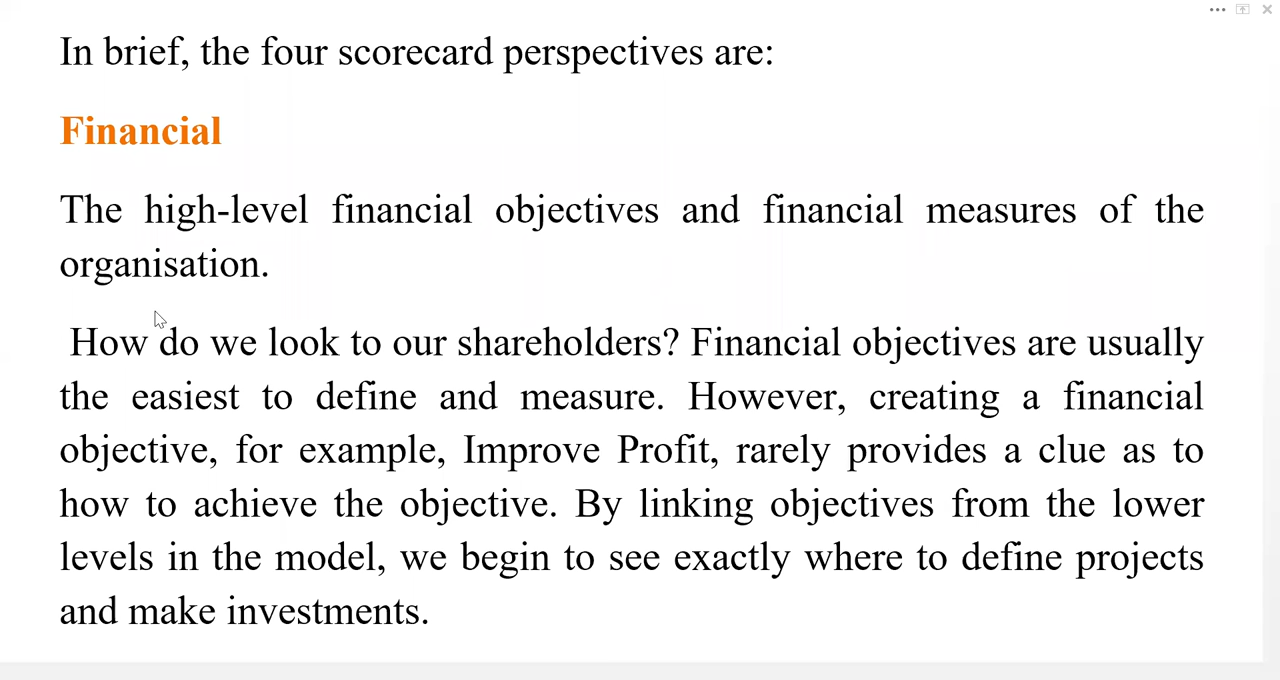 In brief, the four scorecard perspectives are:
Financial
The high-level financial objectives and financial measures of the
organisation.
How do we look to our shareholders? Financial objectives are usually
the easiest to define and measure. However, creating a financial
objective, for example, Improve Profit, rarely provides a clue as to
how to achieve the objective. By linking objectives from the lower
levels in the model, we begin to see exactly where to define projects
and make investments.